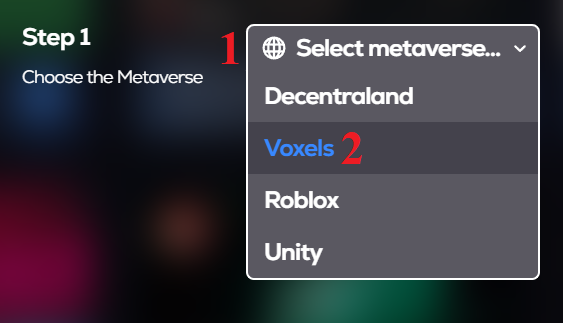 Step 1
Choose the Metaverse
1
Select metaverse...
Decentraland
Voxels 2
Roblox
Unity